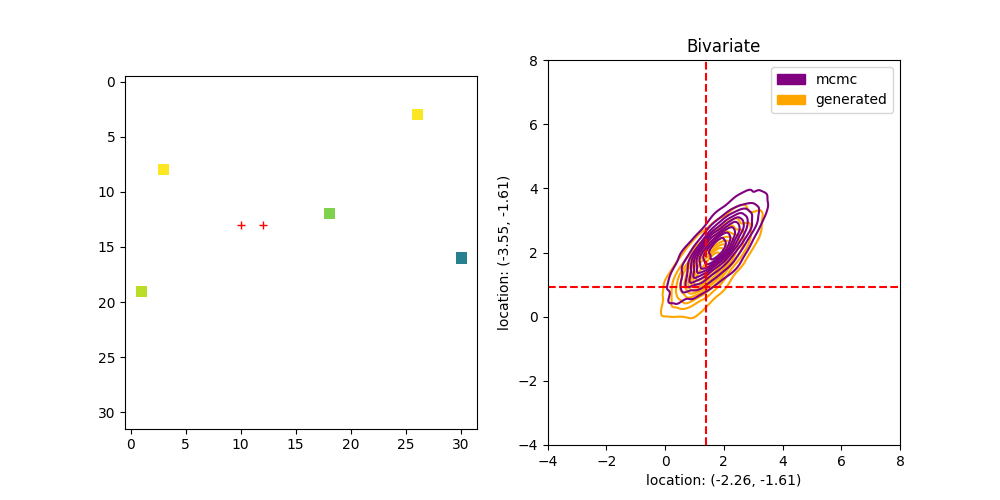 0
5
10
15
20
25
30
0 5 10 15 20 25 30
Bivariate
mcmc
generated
8
6
4
2
0
−2
−4
−4 −2 0 2 4 6 8
location: (-3.55, -1.61)
location: (-2.26, -1.61)